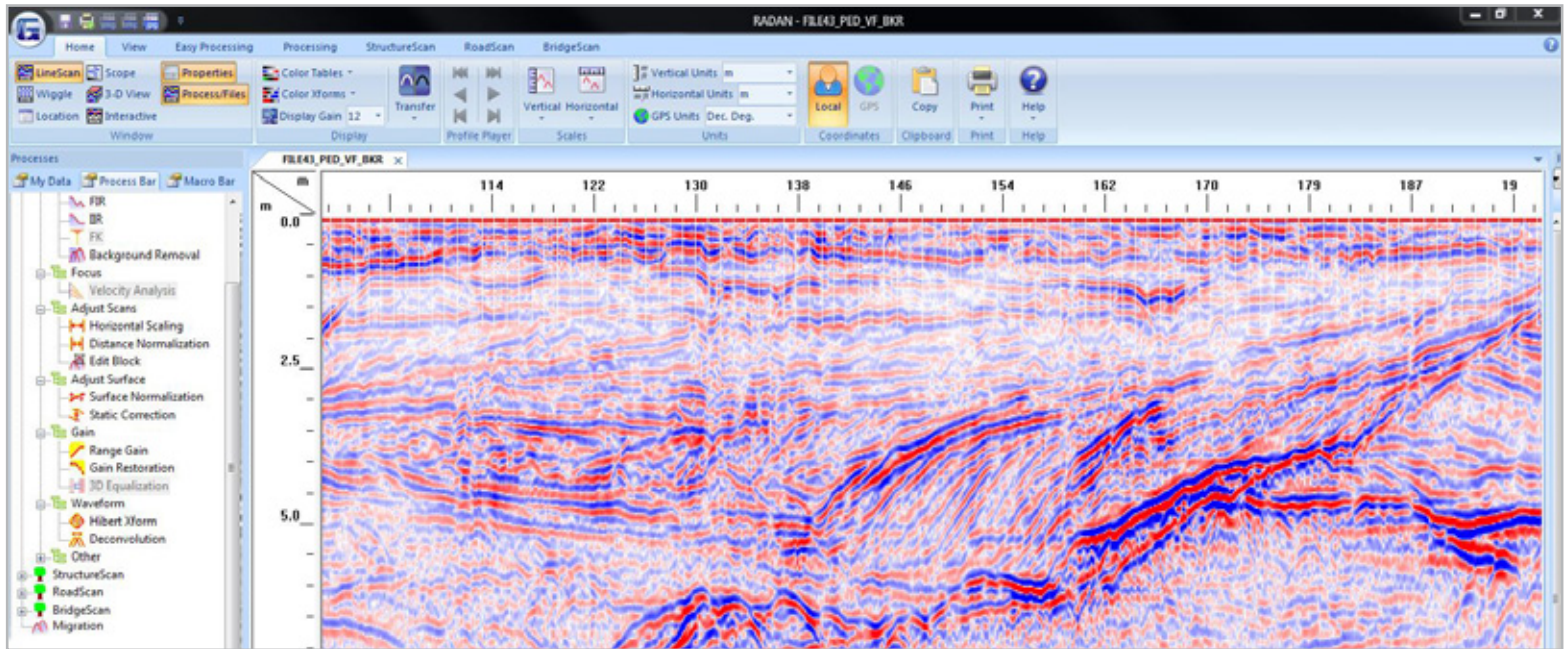 RADAN - FILE43_PED_VF_BKR
Home View Easy Processing Processing StructureScan RoadScan BridgeScan
LineScan Scope Properties
Wiggle 3-D View Process/Files
Location Interactive
Window
Color Tables
Color Xforms
Display Gain 12
Transfer
Display
Profile Player
Vertical Horizontal
Scales
Vertical Units m
Horizontal Units m
GPS Units Dec. Deg.
Units
Local GPS
Coordinates
Copy
Clipboard
Print
Print
Help
Help
Processes
My Data Process Bar Macro Bar
FIR
IIR
FK
Background Removal
Focus
Velocity Analysis
Adjust Scans
Horizontal Scaling
Distance Normalization
Edit Block
Adjust Surface
Surface Normalization
Static Correction
Gain
Range Gain
Gain Restoration
3D Equalization
Waveform
Hibert Xform
Deconvolution
Other
StructureScan
RoadScan
BridgeScan
Migration
FILE43_PED_VF_BKR x
m 114 122 130 138 146 154 162 170 179 187 19
m
0.0
2.5
5.0